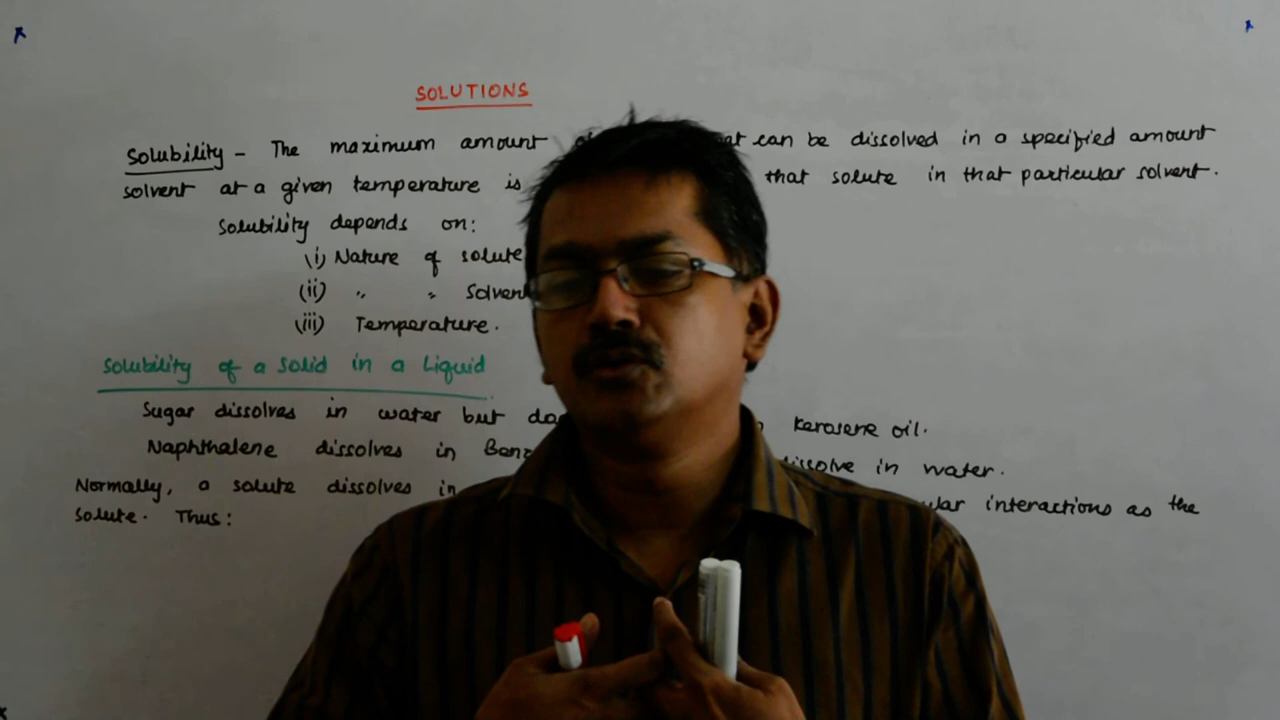 SOLUTIONS
Solubility - The maximum amount can be dissolved in a specified amount
solvent at a given temperature is that solute in that particular solvent.
Solubility depends on:
(i) Nature of solute
(ii) " " Solvent
(iii) Temperature.
Solubility of a Solid in a Liquid
Sugar dissolves in water but kerosene oil.
Naphthalene dissolves in in water.
Normally, a solute dissolves in interactions as the
solute. Thus: